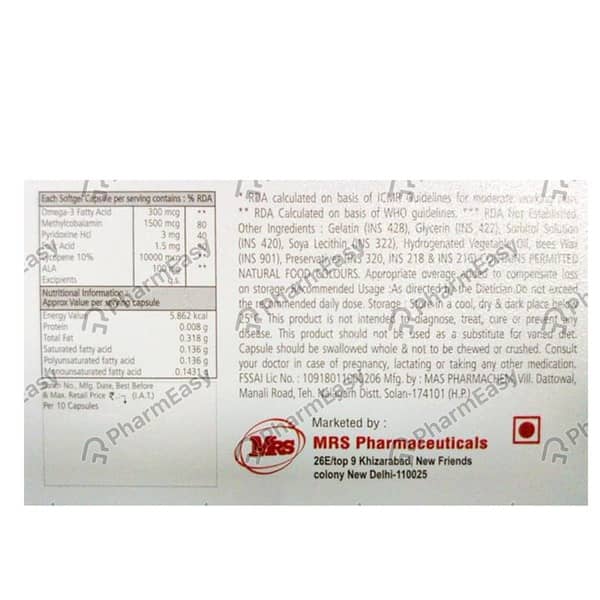 Each Softgel Capsule per serving contains : % RDA
Omega-3 Fatty Acid 300 mcg **
Methylcobalamin 1500 mcg 80
Pyridoxine Hcl 3 mg 40
Acid 1.5 mg
10% 10000 mcg
ALA **
Excipients q.s.
Nutritional Information :
Approx Value per serving capsule
Energy Value 5.862 kcal
Protein 0.008 g
Total Fat 0.318 g
Saturated fatty acid 0.136 g
Polyunsaturated fatty acid 0.136 g
Monounsaturated fatty acid 0.1431 g
No., Mfg. Date, Best Before
& Max. Retail Price ₹ :- (I.A.T.)
Per 10 Capsules
* RDA calculated on basis of ICMR Guidelines for moderate
** RDA Calculated on basis of WHO guidelines. *** RDA Not Established.
Other Ingredients : Gelatin (INS 428), Glycerin (INS 422), Sorbitol Solution
(INS 420), Soya Lecithin (INS 322), Hydrogenated Vegetable Oil, Bees Wax
(INS 901), 320, INS 218 & INS PERMITTED
NATURAL FOOD COLOURS. Appropriate overage added to compensate loss
on storage. Recommended Usage : As directed by the Dietician.Do not exceed
the recommended daily dose. Storage : Store in a cool, dry & dark place
25°C. This product is not intended to diagnose, treat, cure or prevent any
disease. This product should not be used as a substitute for varied diet.
Capsule should be swallowed whole & not to be chewed or crushed. Consult
your doctor in case of pregnancy, lactating or taking any other medication.
FSSAI Lic No. : Mfg. by : MAS PHARMACHEM Vill. Dattowal,
Manali Road, Teh. Nalagarh Distt. Solan-174101 (H.P.)
Marketed by :
MRS
MRS Pharmaceuticals
26E/top 9 Khizarabad, New Friends
colony New Delhi-110025
PharmEasy
PharmEasy
PharmEasy
PharmEasy
PharmEasy
PharmEasy